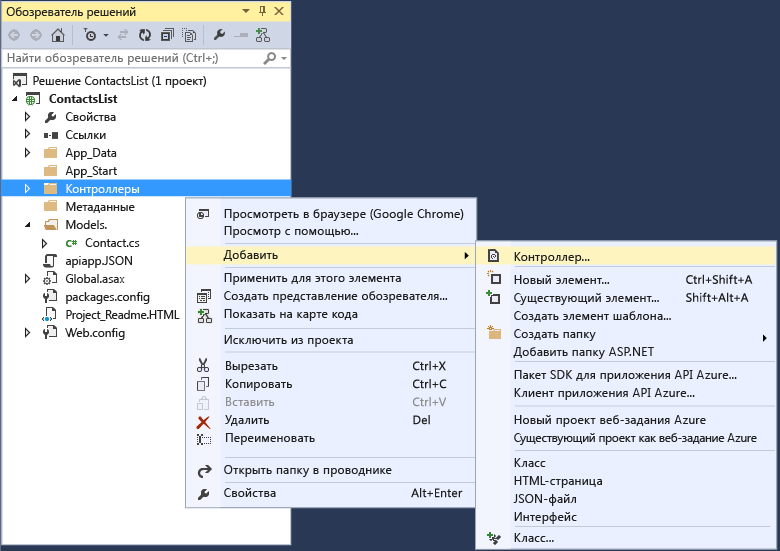 Обозреватель решений
Найти обозреватель решений (Ctrl+;)
Решение ContactsList (1 проект)
ContactsList
Свойства
Ссылки
App_Data
App_Start
Контроллеры
Метаданные
Models.
C# Contact.cs
apiapp.JSON
Global.asax
packages.config
Project_Readme.HTML
Web.config
Просмотреть в браузере (Google Chrome)
Просмотр с помощью...
Добавить
Применить для этого элемента
Создать представление обозревателя...
Показать на карте кода
Исключить из проекта
Вырезать Ctrl+X
Копировать Ctrl+C
Вставить Ctrl+V
Удалить Del
Переименовать
Открыть папку в проводнике
Свойства Alt+Enter
Контроллер...
Новый элемент... Ctrl+Shift+A
Существующий элемент... Shift+Alt+A
Создать элемент шаблона...
Создать папку
Добавить папку ASP.NET
Пакет SDK для приложения API Azure...
Клиент приложения API Azure...
Новый проект веб-задания Azure
Существующий проект как веб-задание Azure
Класс
HTML-страница
JSON-файл
Интерфейс
Класс...